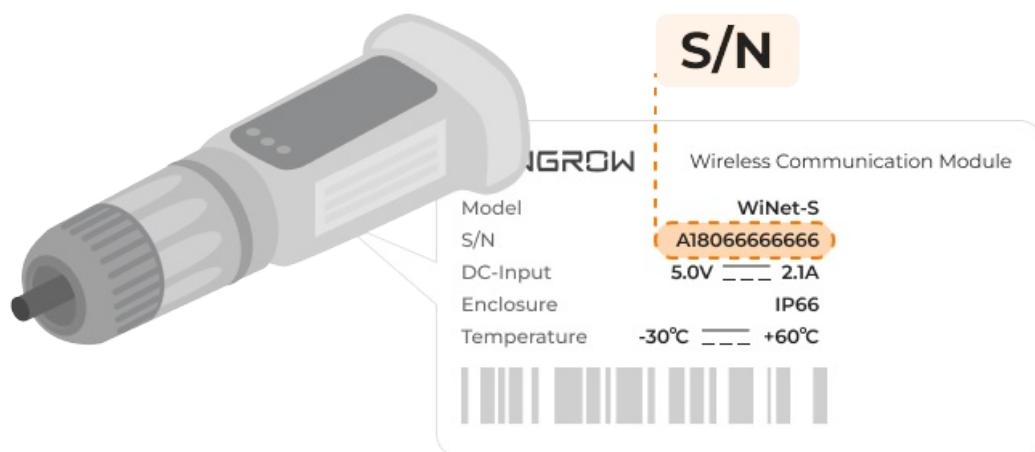 S/N
NGROW Wireless Communication Module
Model WiNet-S
S/N A18066666666
DC-Input 5.0V 2.1A
Enclosure IP66
Temperature -30°C +60°C